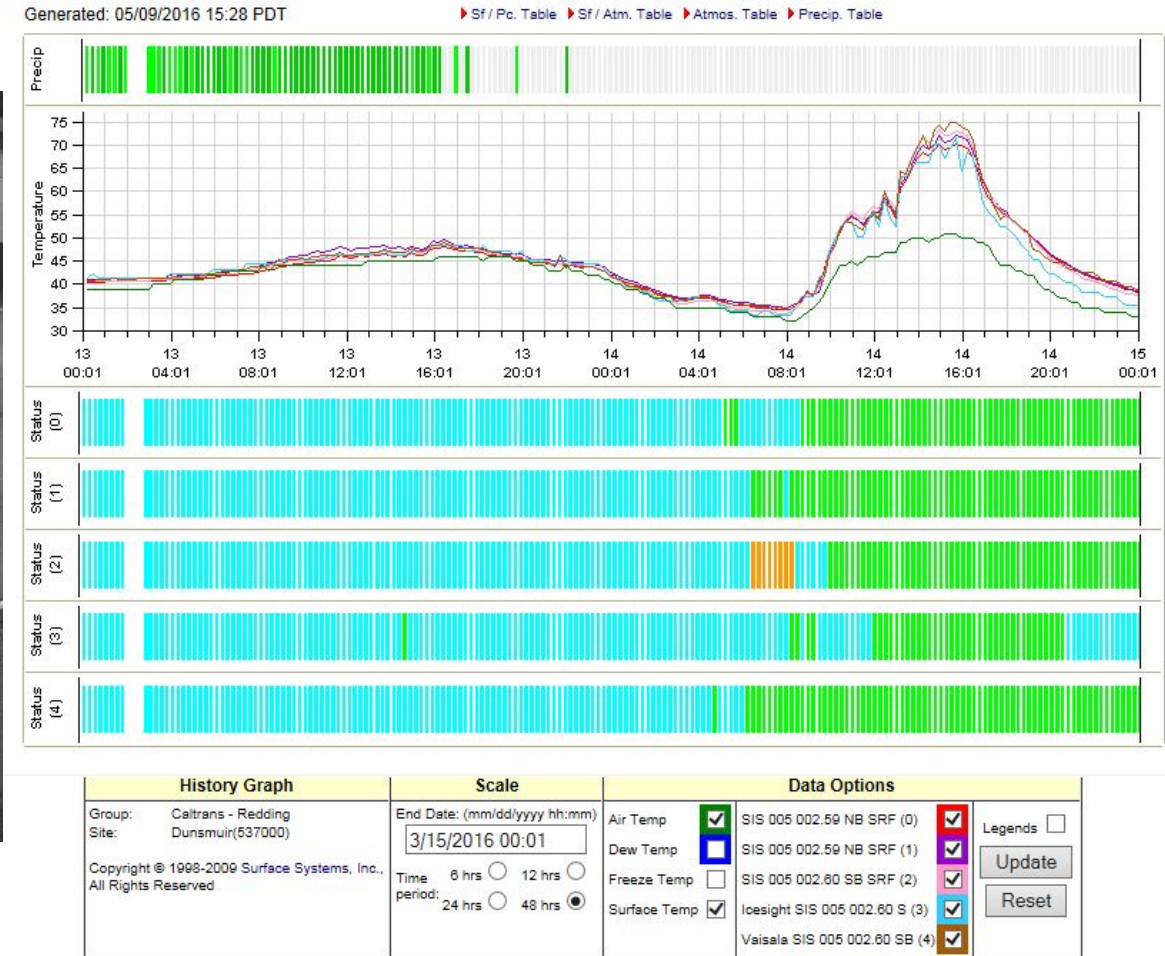 Generated: 05/09/2016 15:28 PDT
Sf / Pc. Table Sf / Atm. Table Atmos. Table Precip. Table
Precip
Temperature
75
70
65
60
55
50
45
40
35
30
13 13 13 13 13 13 14 14 14 14 14 14 15
00:01 04:01 08:01 12:01 16:01 20:01 00:01 04:01 08:01 12:01 16:01 20:01 00:01
Status
(0)
Status
(1)
Status
(2)
Status
(3)
Status
(4)
History Graph
Group: Caltrans - Redding
Site: Dunsmuir(537000)
Copyright © 1998-2009 Surface Systems, Inc.,
All Rights Reserved
Scale
End Date: (mm/dd/yyyy hh:mm)
3/15/2016 00:01
Time period: 6 hrs 12 hrs
24 hrs 48 hrs
Data Options
Air Temp
Dew Temp
Freeze Temp
Surface Temp
SIS 005 002.59 NB SRF (0)
SIS 005 002.59 NB SRF (1)
SIS 005 002.60 SB SRF (2)
Icesight SIS 005 002.60 S (3)
Vaisala SIS 005 002.60 SB (4)
Legends
Update
Reset